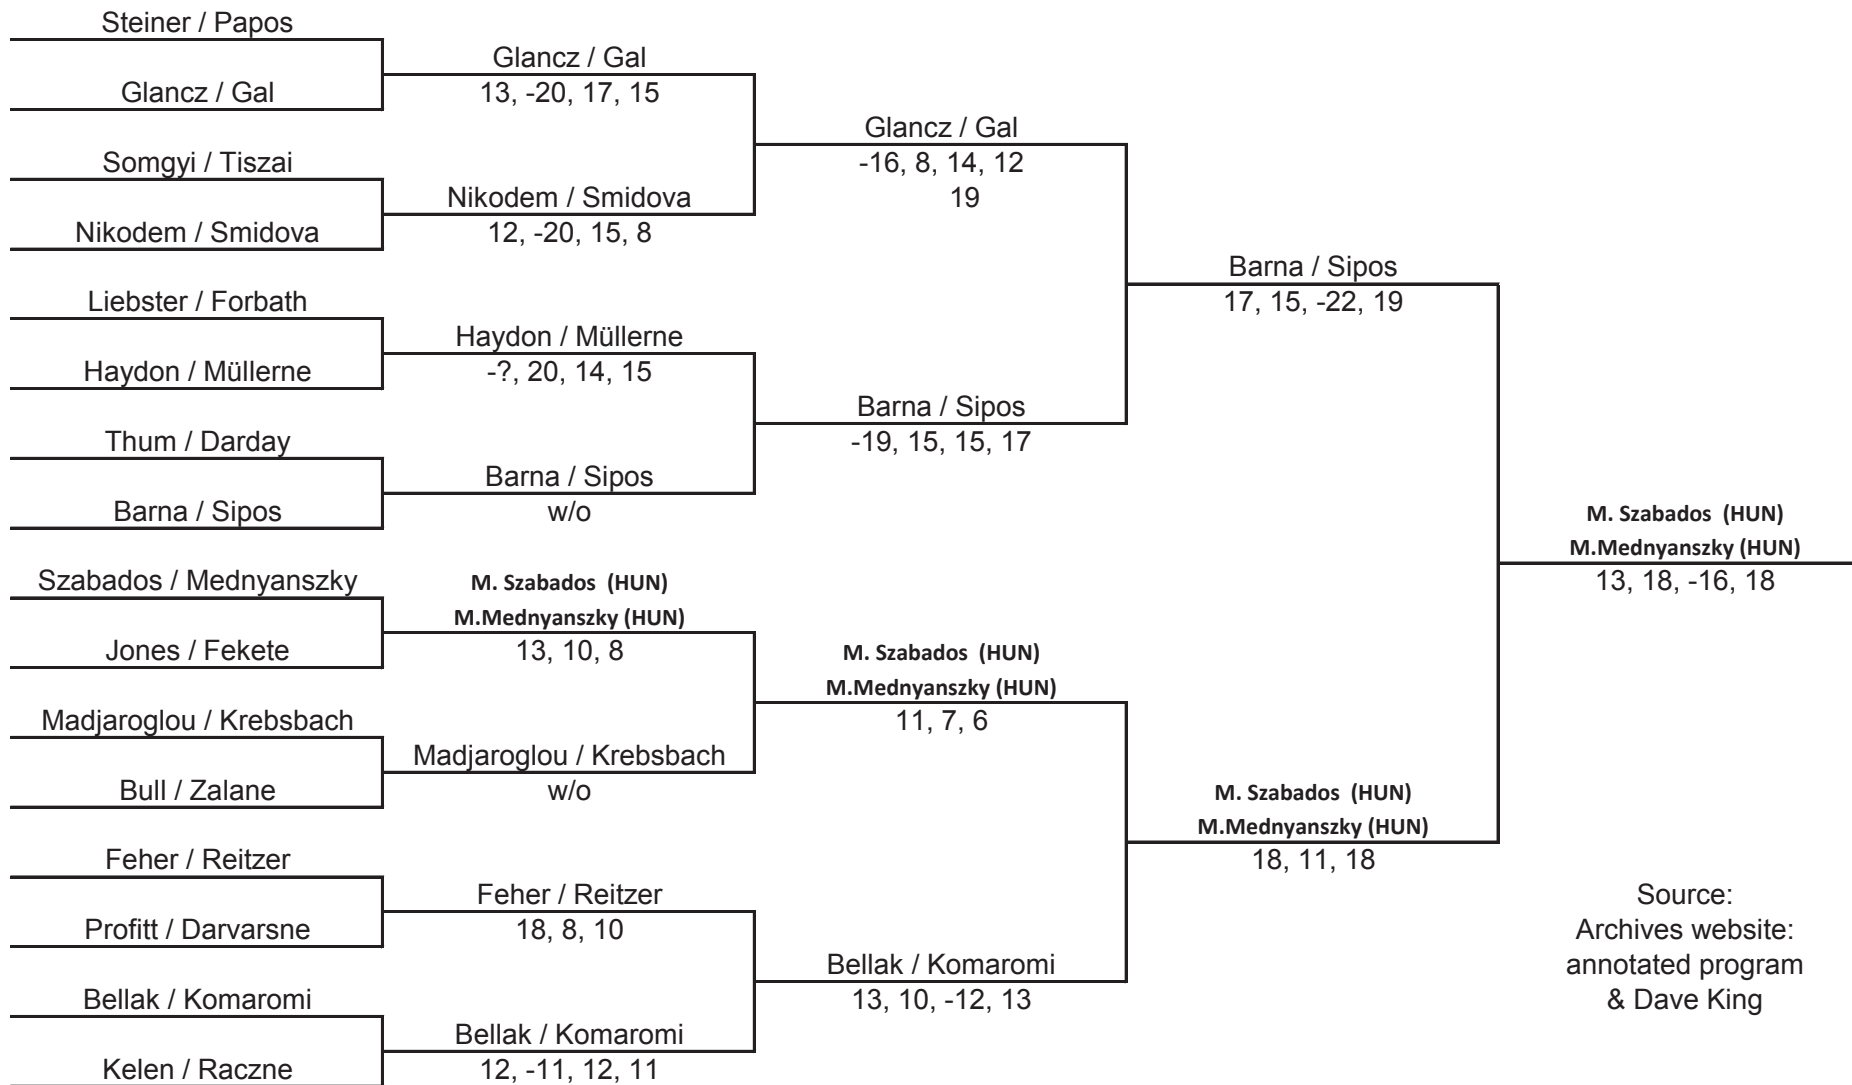 Steiner / Papos
Glancz / Gal
Somgyi / Tiszai
Nikodem / Smidova
Liebster / Forbath
Haydon / Müllerne
Thum / Darday
Barna / Sipos
Szabados / Mednyanszky
Jones / Fekete
Madjaroglou / Krebsbach
Bull / Zalane
Feher / Reitzer
Profitt / Darvarsne
Bellak / Komaromi
Kelen / Raczne
Glancz / Gal
13, -20, 17, 15
Nikodem / Smidova
12, -20, 15, 8
Haydon / Müllerne
-?, 20, 14, 15
Barna / Sipos
w/o
M. Szabados (HUN)
M.Mednyanszky (HUN)
13, 10, 8
Madjaroglou / Krebsbach
w/o
Feher / Reitzer
18, 8, 10
Bellak / Komaromi
12, -11, 12, 11
Glancz / Gal
-16, 8, 14, 12
19
Barna / Sipos
-19, 15, 15, 17
M. Szabados (HUN)
M.Mednyanszky (HUN)
11, 7, 6
Bellak / Komaromi
13, 10, -12, 13
Barna / Sipos
17, 15, -22, 19
M. Szabados (HUN)
M.Mednyanszky (HUN)
18, 11, 18
M. Szabados (HUN)
M.Mednyanszky (HUN)
13, 18, -16, 18
Source:
Archives website:
annotated program
& Dave King